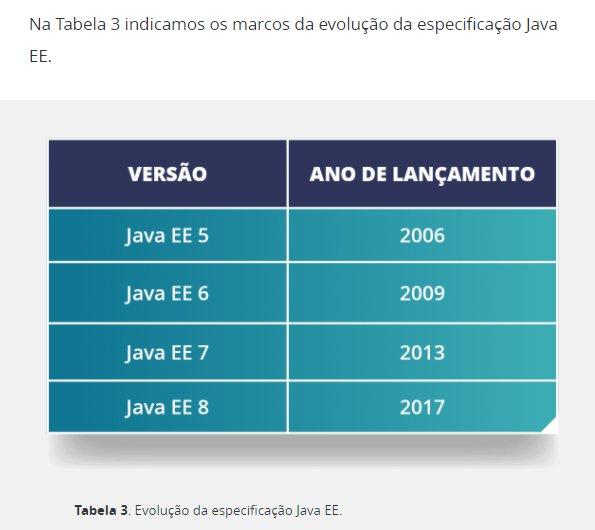 Na Tabela 3 indicamos os marcos da evolução da especificação Java
EE.
VERSÃO ANO DE LANÇAMENTO
Java EE 5 2006
Java EE 6 2009
Java EE 7 2013
Java EE 8 2017
Tabela 3. Evolução da especificação Java EE.